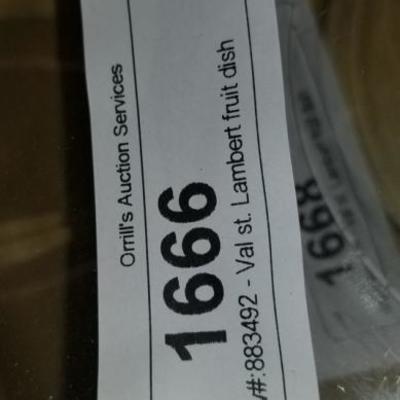 Orrill's Auction Services
1666
#:883492 - Val st. Lambert fruit dish
1668